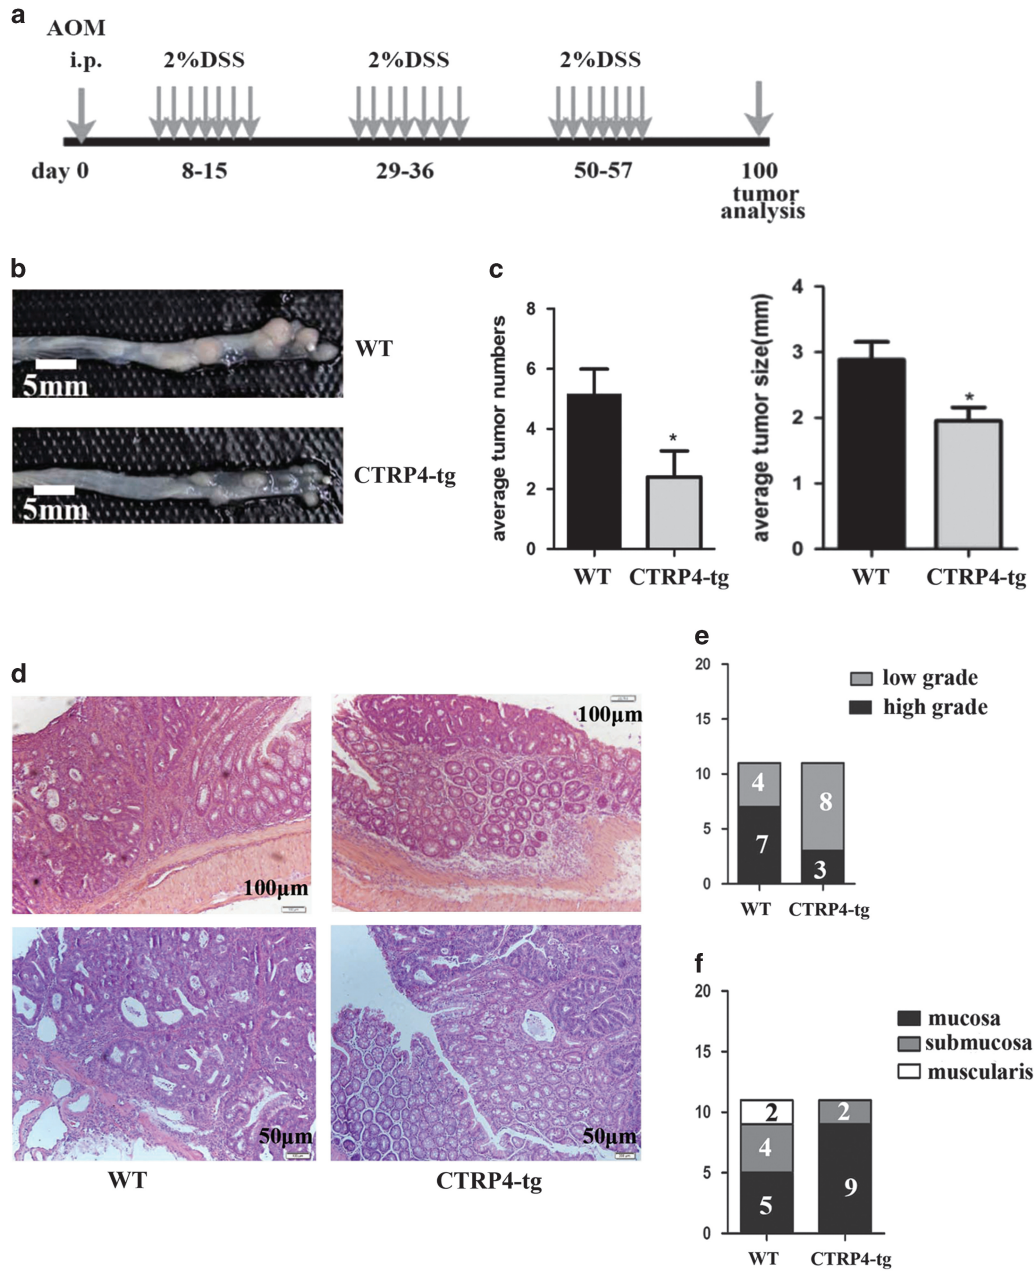 a
AOM
i.p.
2%DSS
2%DSS
2%DSS
day 0
8-15
29-36
50-57
100
tumor
analysis
b
WT
5mm
CTRP4-tg
5mm
c
average tumor numbers
8
6
4
2
0
*
WT
CTRP4-tg
average tumor size(mm)
4
3
2
1
0
*
WT
CTRP4-tg
d
100μm
100μm
50μm
50μm
WT
CTRP4-tg
e
20
15
10
5
0
low grade
high grade
4
7
8
3
WT
CTRP4-tg
f
20
15
10
5
0
mucosa
submucosa
muscularis
2
4
5
2
9
WT
CTRP4-tg